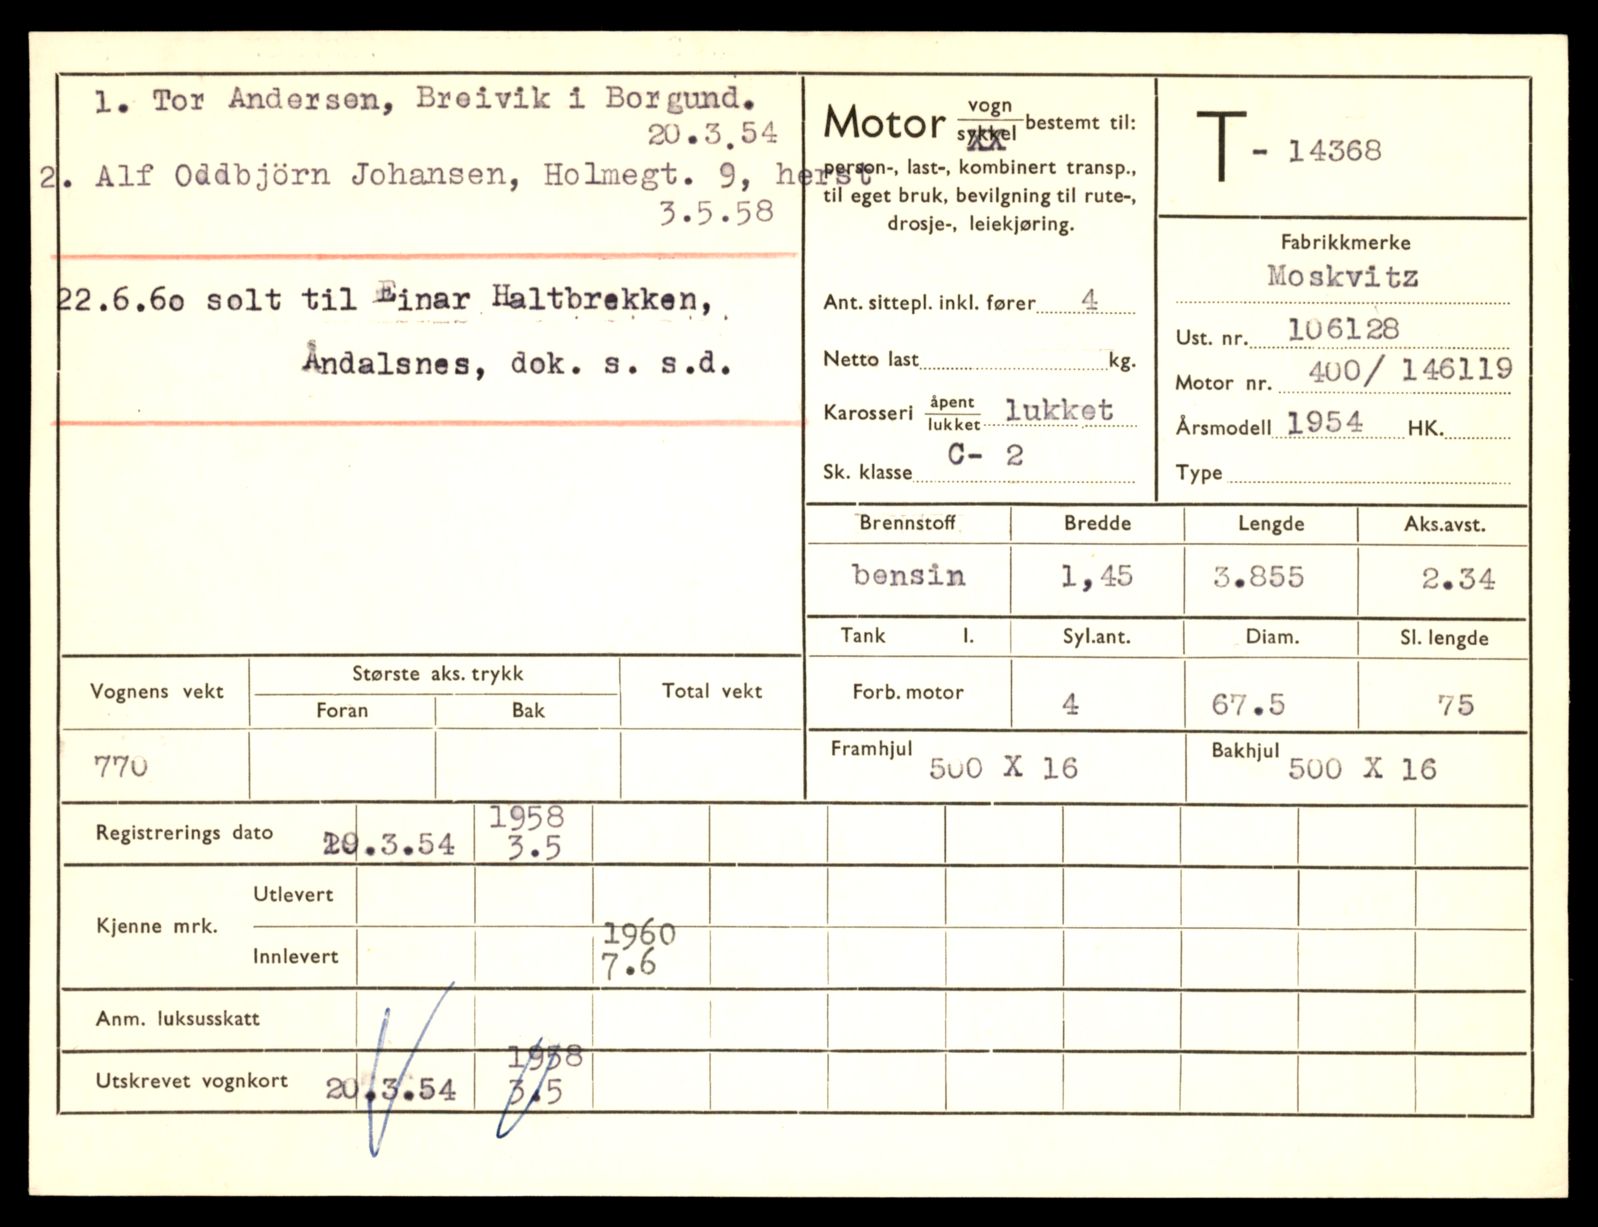 1. Tor Andersen, Breivik i Borgund.
20.3.54
2. Alf Oddbjörn Johansen, Holmegt. 9, herst
3.5.58
22.6.60 solt til Einar Haltbrekken,
Åndalsnes, dok. s. s.d.
Motor vogn
sykkel bestemt til:
person-, last-, kombinert transp.,
til eget bruk, bevilgning til rute-,
drosje-, leiekjøring.
Ant. sittepl. inkl. fører 4
Netto last kg.
Karosseri åpent
lukket lukket
Sk. klasse C- 2
T - 14368
Fabrikkmerke
Moskvitz
Ust. nr. 106128
Motor nr. 400/ 146119
Årsmodell 1954 HK.
Type
Brennstoff Bredde Lengde Aks.avst.
bensin 1,45 3.855 2.34
Tank l. Syl.ant. Diam. Sl. lengde
Forb. motor 4 67.5 75
Framhjul 500 X 16 Bakhjul 500 X 16
Vognens vekt Største aks. trykk Total vekt
Foran Bak
770
Registrerings dato 20.3.54 1958
3.5
Kjenne mrk. Utlevert
Innlevert 1960
7.6
Anm. luksusskatt
Utskrevet vognkort 20.3.54 1958
3.5